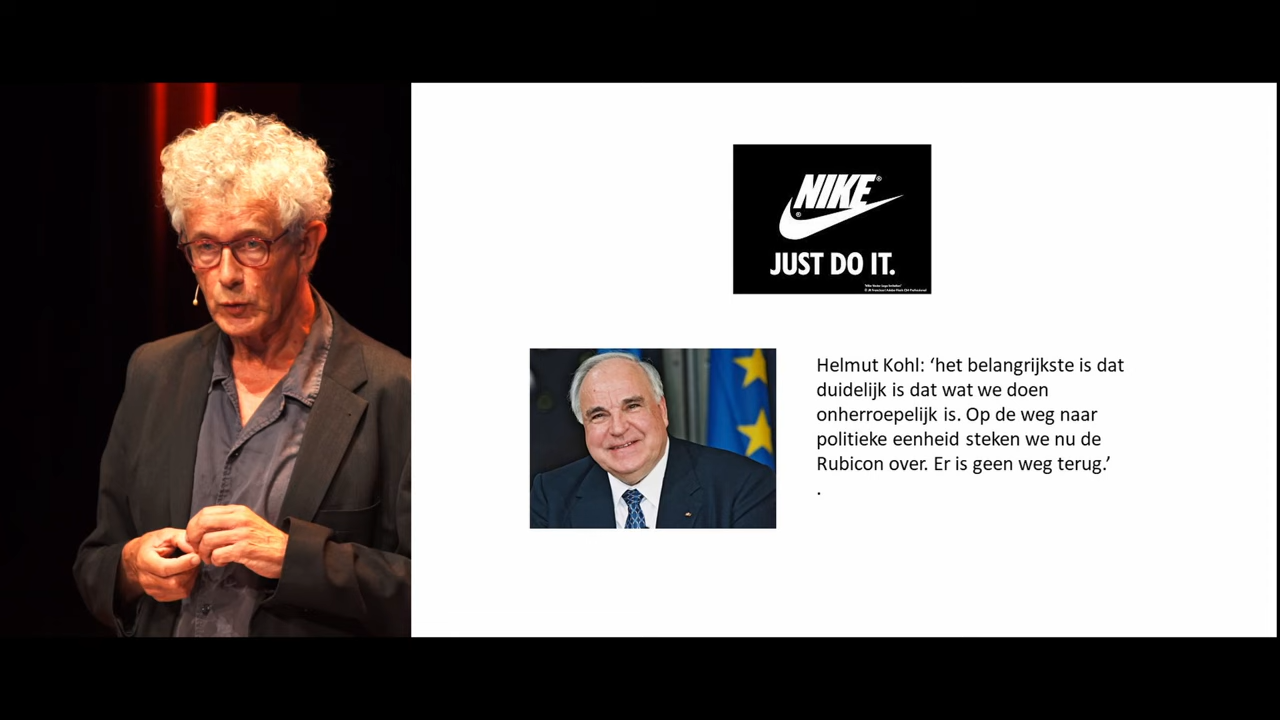 NIKE
JUST DO IT.
Helmut Kohl: ‘het belangrijkste is dat
duidelijk is dat wat we doen
onherroepelijk is. Op de weg naar
politieke eenheid steken we nu de
Rubicon over. Er is geen weg terug.’
.